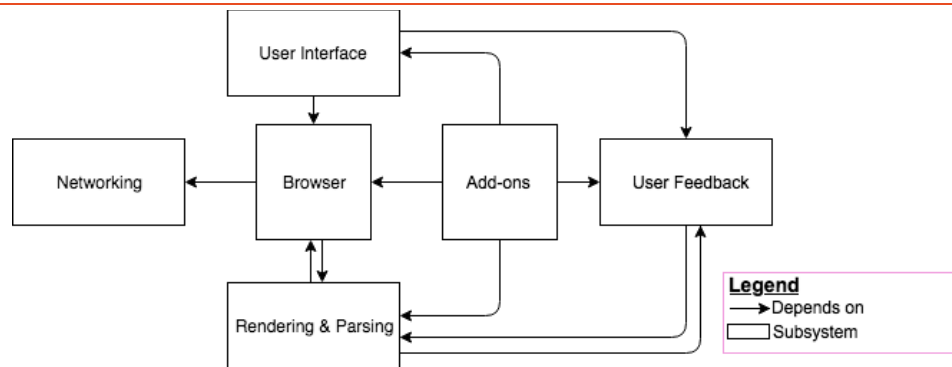 User Interface
Networking
Browser
Add-ons
User Feedback
Rendering & Parsing
Legend
Depends on
Subsystem